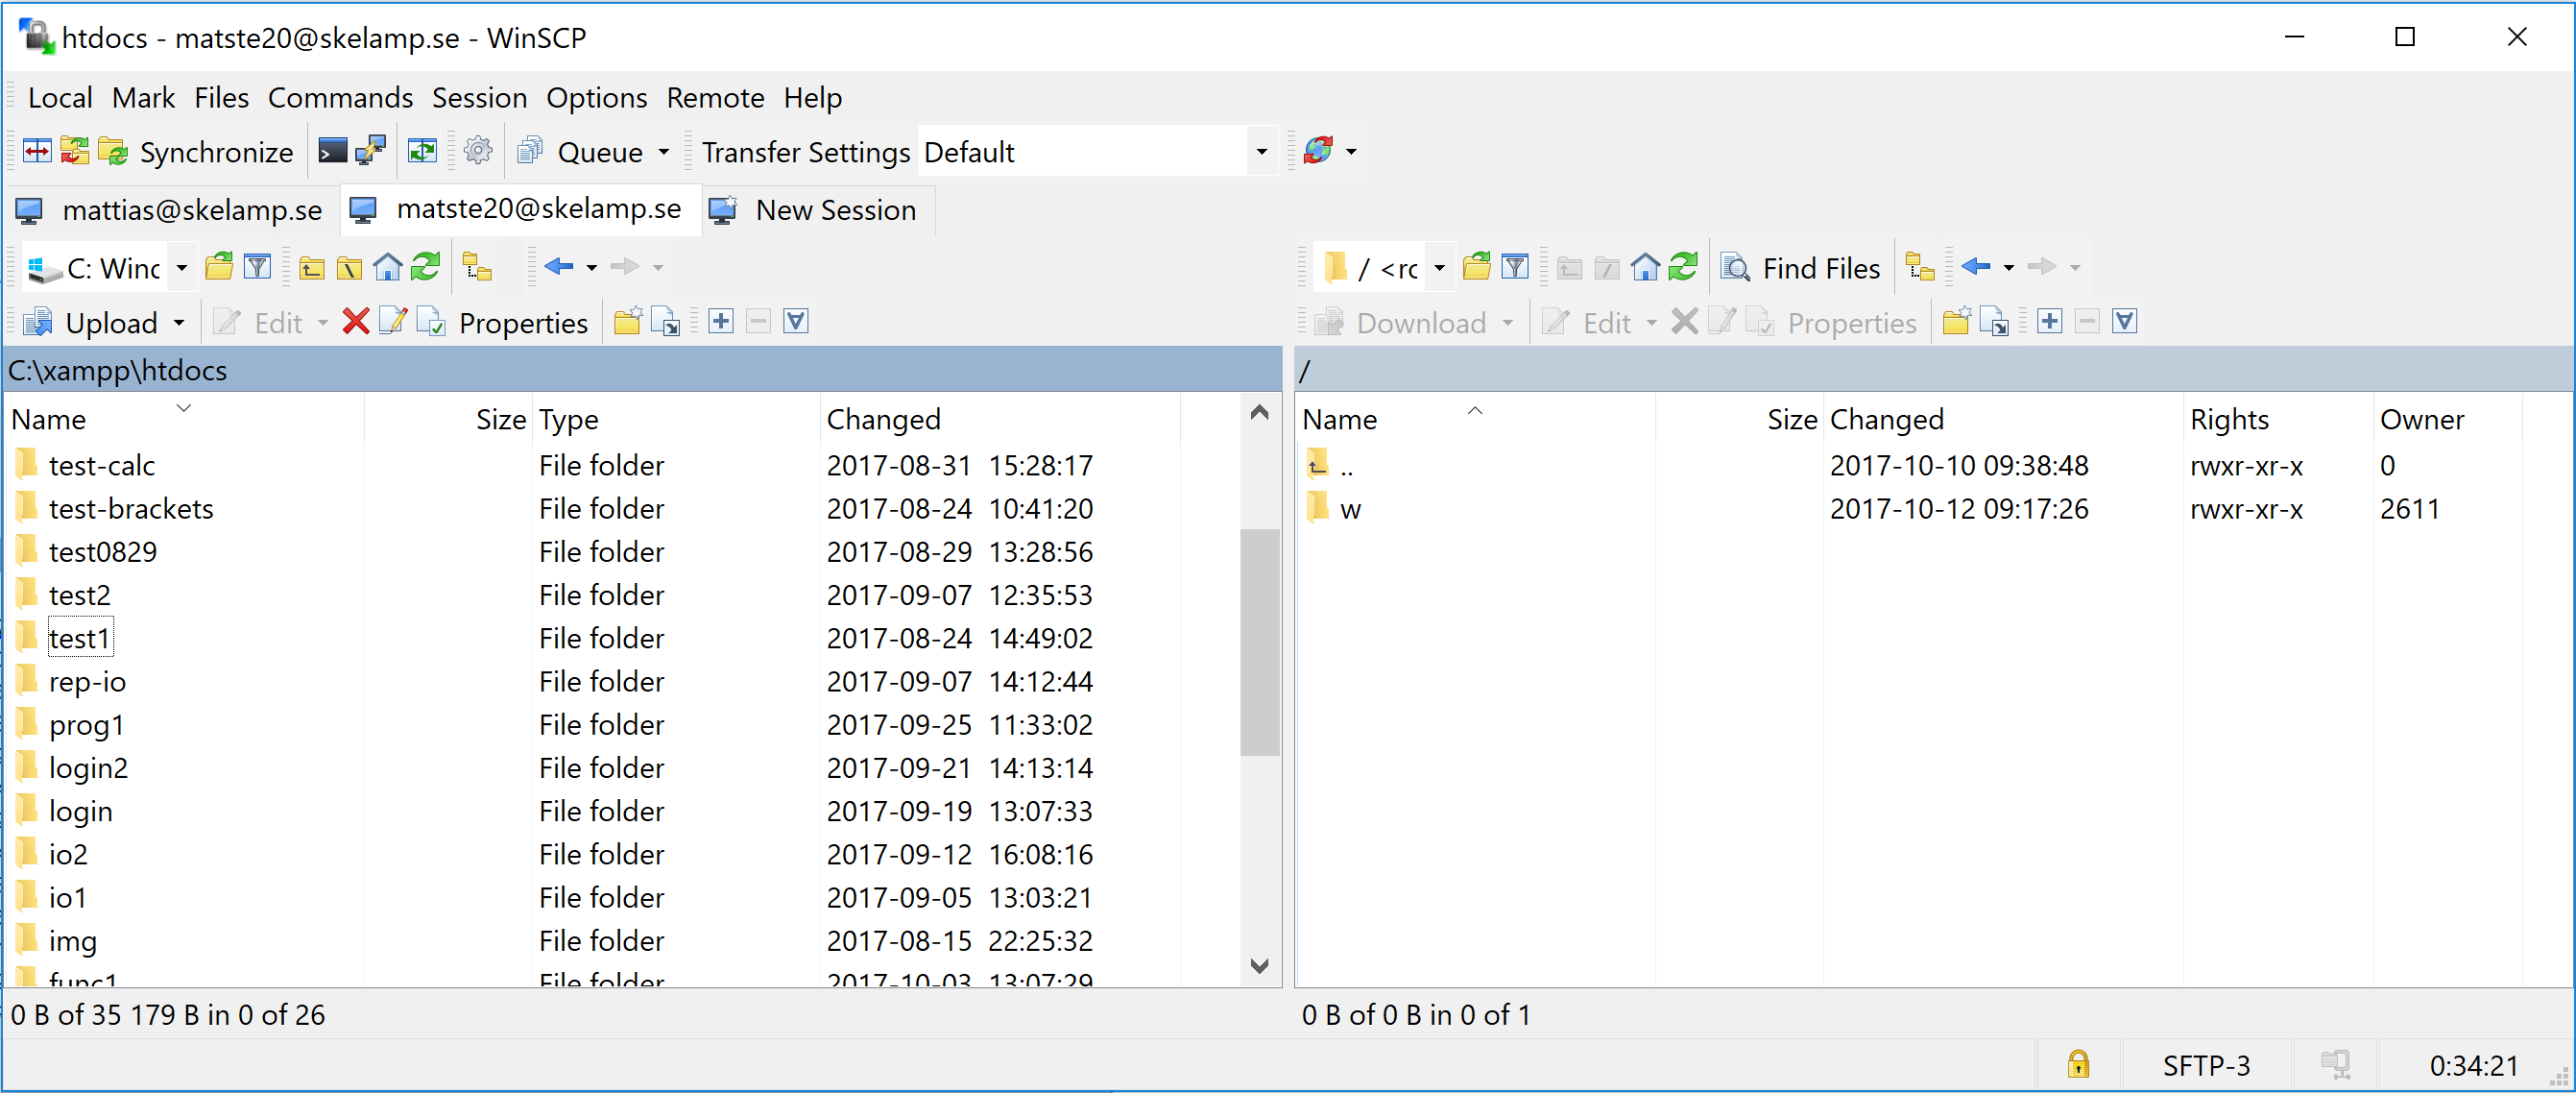 htdocs - matste20@skelamp.se - WinSCP
Local Mark Files Commands Session Options Remote Help
Synchronize Queue Transfer Settings Default
mattias@skelamp.se matste20@skelamp.se New Session
C: Winc / <rc Find Files
Upload Edit Properties Download Edit Properties
C:\xampp\htdocs /
Name Size Type Changed Name Size Changed Rights Owner
test-calc File folder 2017-08-31 15:28:17 .. 2017-10-10 09:38:48 rwxr-xr-x 0
test-brackets File folder 2017-08-24 10:41:20 w 2017-10-12 09:17:26 rwxr-xr-x 2611
test0829 File folder 2017-08-29 13:28:56
test2 File folder 2017-09-07 12:35:53
test1 File folder 2017-08-24 14:49:02
rep-io File folder 2017-09-07 14:12:44
prog1 File folder 2017-09-25 11:33:02
login2 File folder 2017-09-21 14:13:14
login File folder 2017-09-19 13:07:33
io2 File folder 2017-09-12 16:08:16
io1 File folder 2017-09-05 13:03:21
img File folder 2017-08-15 22:25:32
func1 File folder 2017-10-03 13:07:29
0 B of 35 179 B in 0 of 26 0 B of 0 B in 0 of 1
SFTP-3 0:34:21